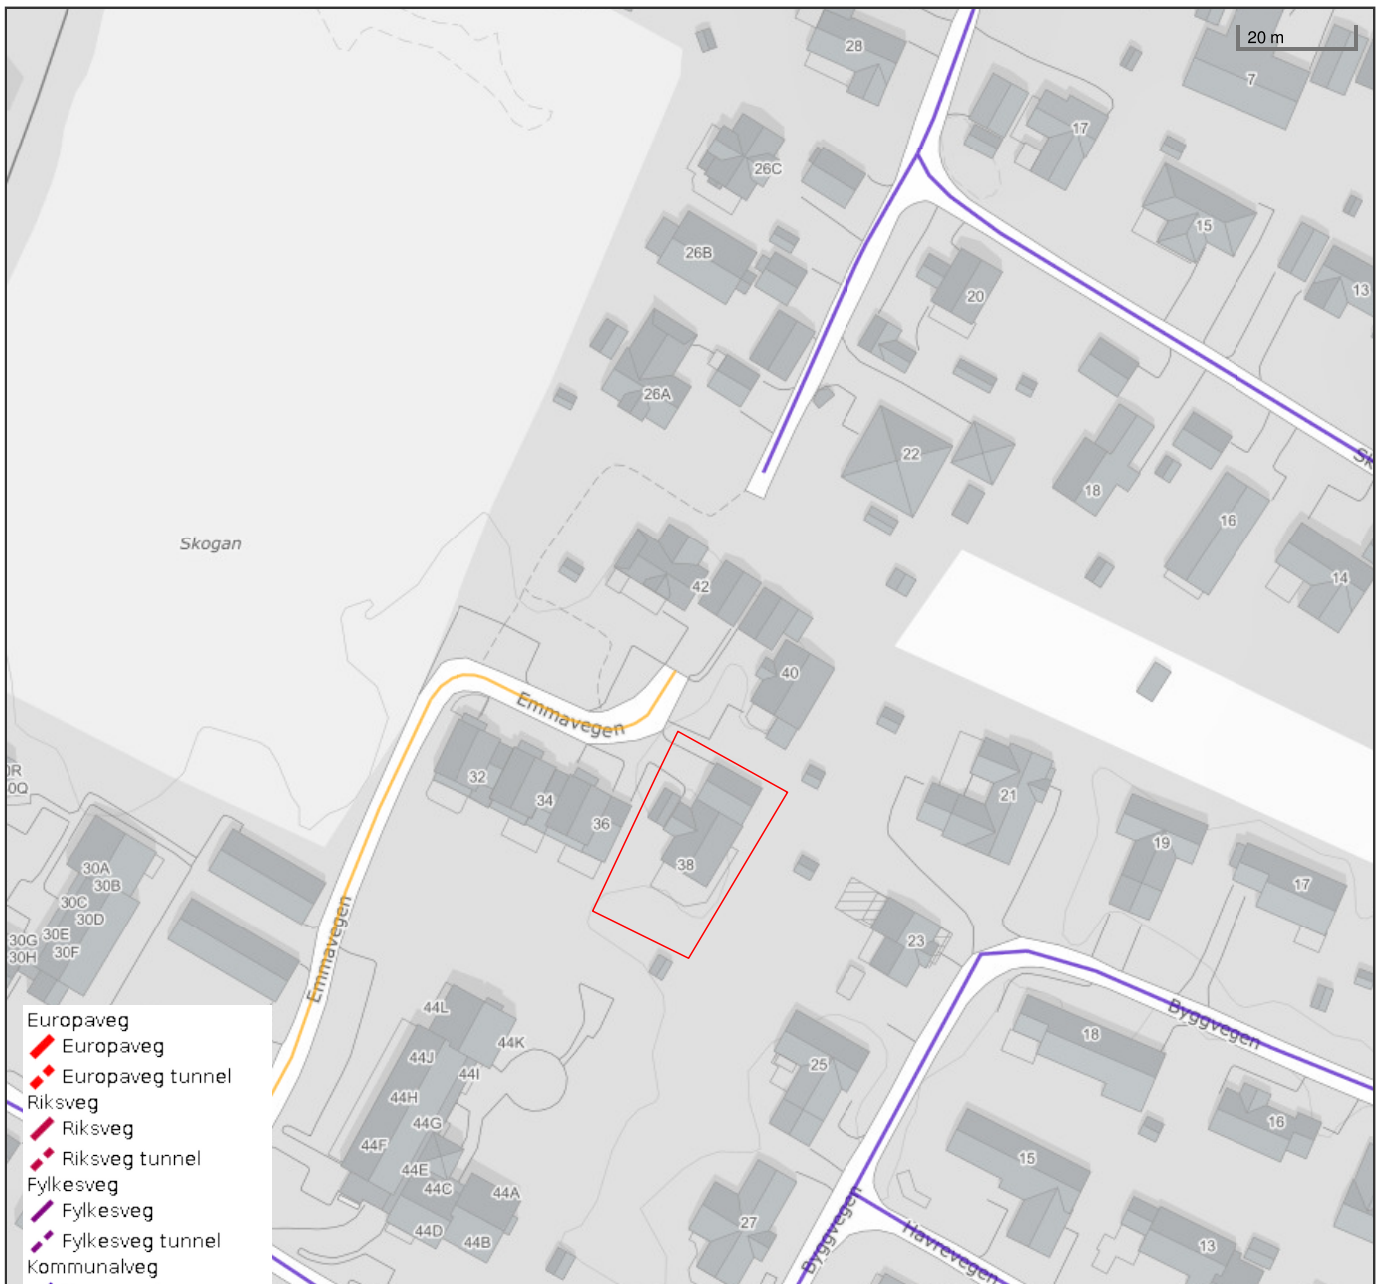 20 m
28
7
17
26C
15
26B
13
20
26A
22
18
16
Skogan
14
42
40
Emmavegen
32
34
36
38
21
19
17
0R
0Q
30A
30B
30C
30D
30E
30F
30G
30H
Emmavegen
23
Byggvegen
18
16
15
13
25
27
Byggvegen
Havrevegen
44L
44K
44J
44I
44H
44G
44F
44E
44C
44A
44D
44B
Europaveg
Europaveg
Europaveg tunnel
Riksveg
Riksveg
Riksveg tunnel
Fylkesveg
Fylkesveg
Fylkesveg tunnel
Kommunalveg